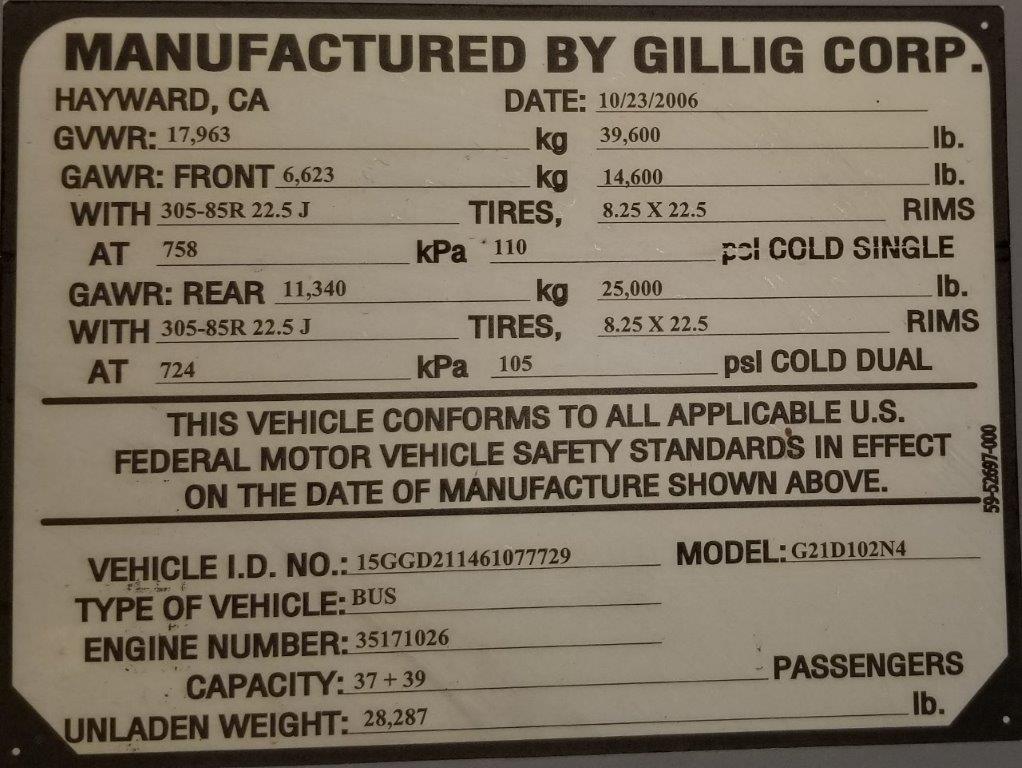 MANUFACTURED BY GILLIG CORP.
HAYWARD, CA DATE: 10/23/2006
GVWR: 17,963 kg 39,600 lb.
GAWR: FRONT 6,623 kg 14,600 lb.
WITH 305-85R 22.5 J TIRES, 8.25 X 22.5 RIMS
AT 758 kPa 110 psi COLD SINGLE
GAWR: REAR 11,340 kg 25,000 lb.
WITH 305-85R 22.5 J TIRES, 8.25 X 22.5 RIMS
AT 724 kPa 105 psi COLD DUAL
THIS VEHICLE CONFORMS TO ALL APPLICABLE U.S.
FEDERAL MOTOR VEHICLE SAFETY STANDARDS IN EFFECT
ON THE DATE OF MANUFACTURE SHOWN ABOVE.
59-52697-000
VEHICLE I.D. NO.: 15GGD211461077729 MODEL: G21D102N4
TYPE OF VEHICLE: BUS
ENGINE NUMBER: 35171026
CAPACITY: 37 + 39 PASSENGERS
UNLADEN WEIGHT: 28,287 lb.